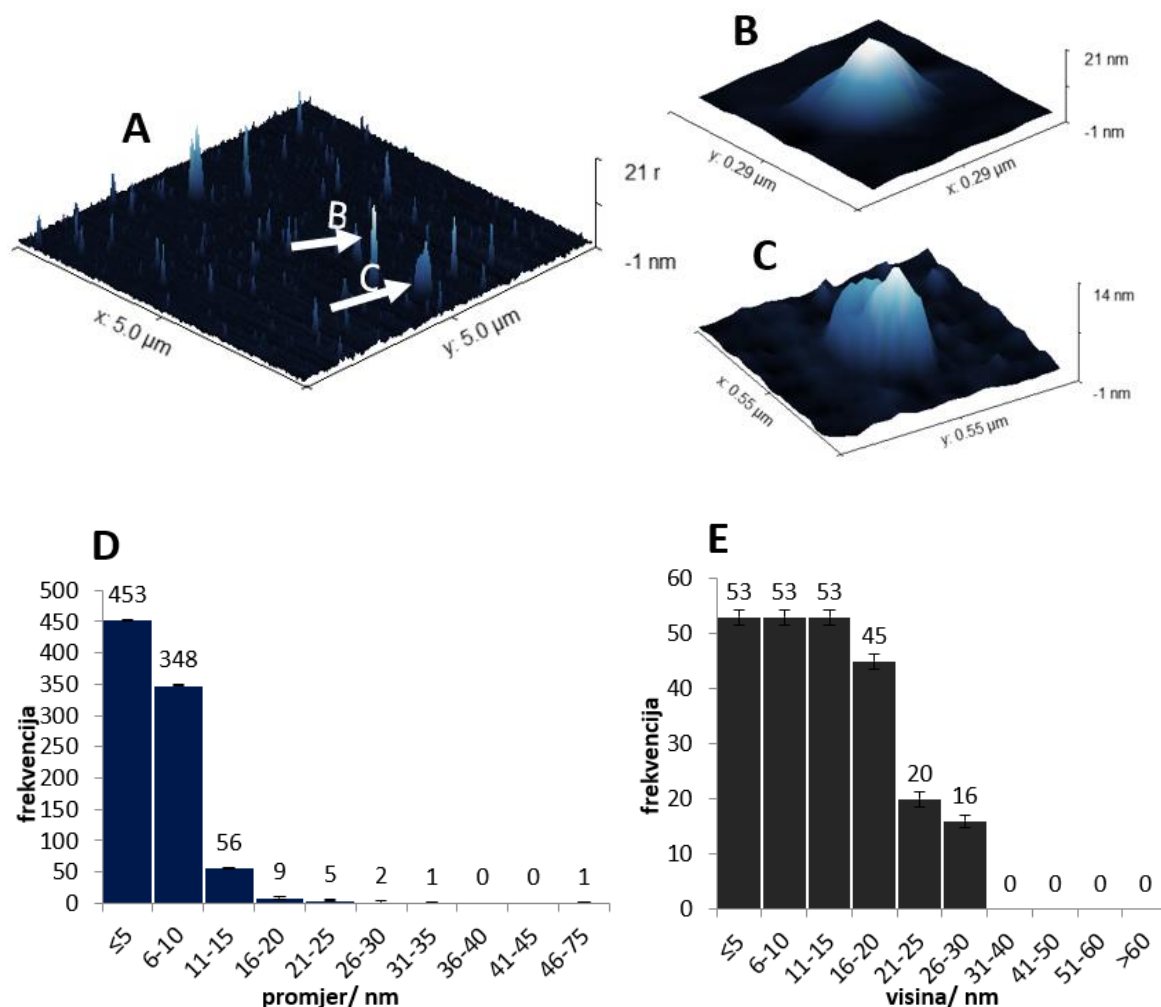 A
B
C
21 r
-1 nm
x: 5.0 µm
y: 5.0 µm
B
21 nm
-1 nm
y: 0.29 µm
x: 0.29 µm
C
14 nm
-1 nm
x: 0.55 µm
y: 0.55 µm
D
frekvencija
500
450
400
350
300
250
200
150
100
50
0
453
348
56
9
5
2
1
0
0
1
≤5
6-10
11-15
16-20
21-25
26-30
31-35
36-40
41-45
46-75
promjer/ nm
E
frekvencija
60
50
40
30
20
10
0
53
53
53
45
20
16
0
0
0
0
≤5
6-10
11-15
16-20
21-25
26-30
31-40
41-50
51-60
>60
visina/ nm